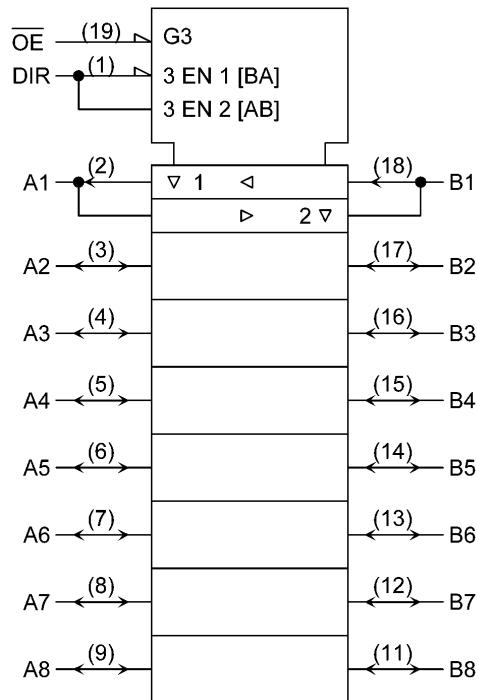 OE (19) G3
DIR (1) 3 EN 1 [BA]
3 EN 2 [AB]
A1 (2) ▽ 1 ◁ (18) B1
▷ 2 ▽
A2 (3) (17) B2
A3 (4) (16) B3
A4 (5) (15) B4
A5 (6) (14) B5
A6 (7) (13) B6
A7 (8) (12) B7
A8 (9) (11) B8